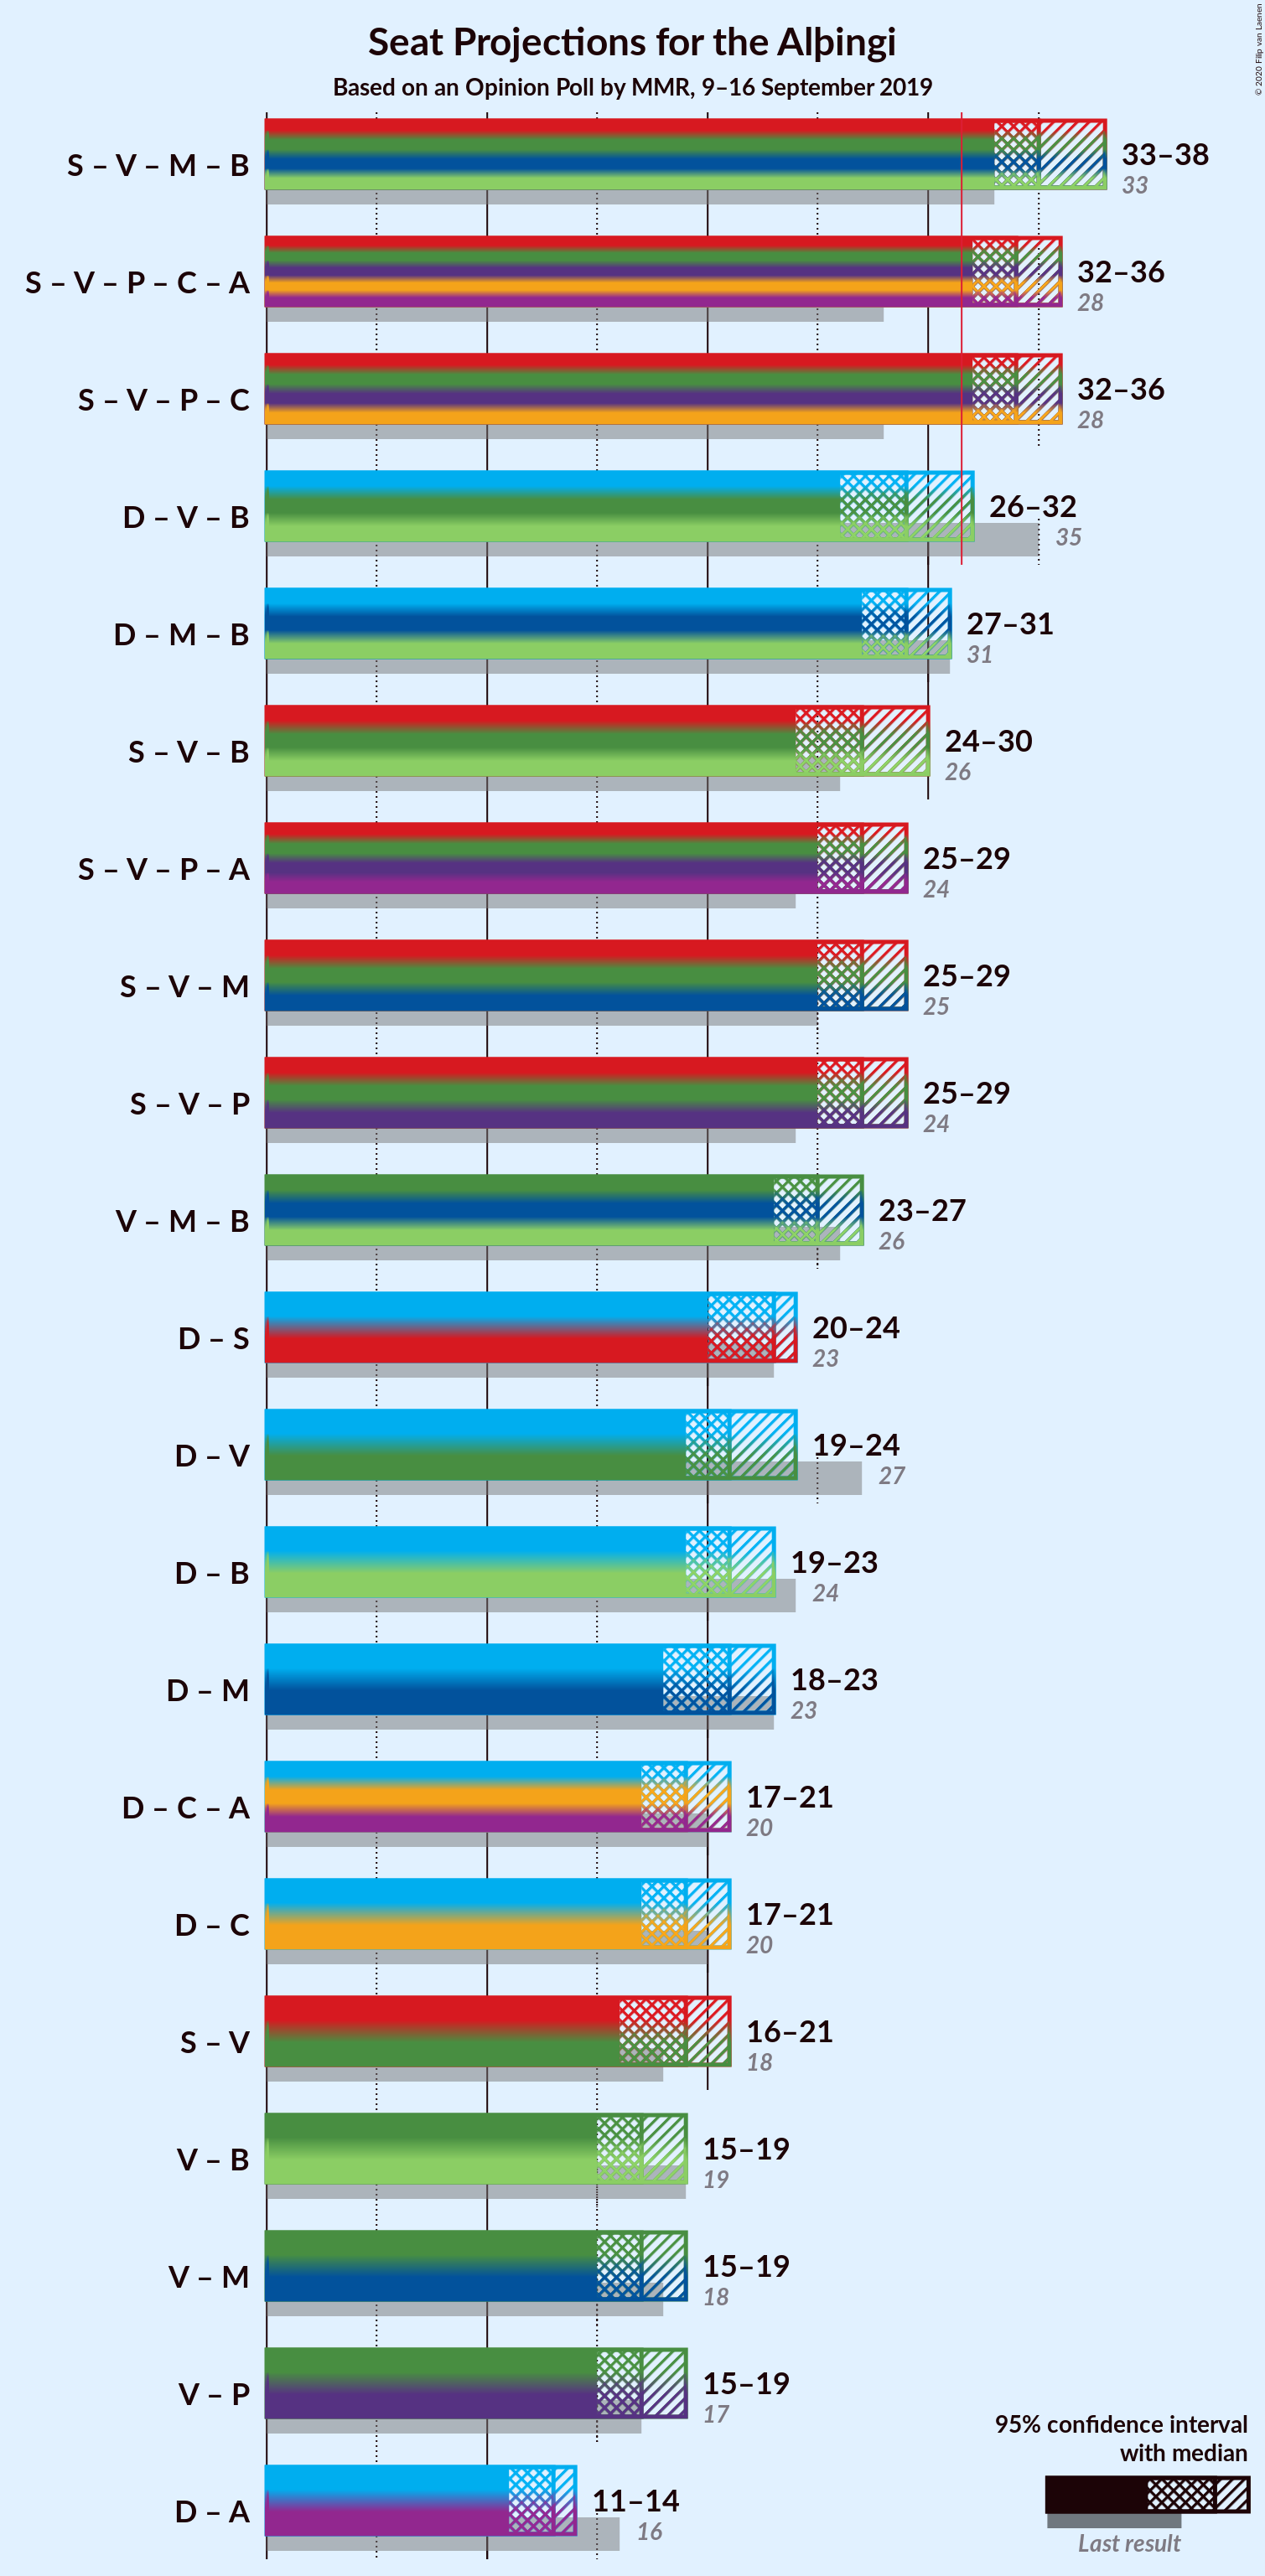 Seat Projections for the Alþingi
Based on an Opinion Poll by MMR, 9–16 September 2019
© 2020 Filip van Laenen
S – V – M – B
33–38
33
S – V – P – C – A
32–36
28
S – V – P – C
32–36
28
D – V – B
26–32
35
D – M – B
27–31
31
S – V – B
24–30
26
S – V – P – A
25–29
24
S – V – M
25–29
25
S – V – P
25–29
24
V – M – B
23–27
26
D – S
20–24
23
D – V
19–24
27
D – B
19–23
24
D – M
18–23
23
D – C – A
17–21
20
D – C
17–21
20
S – V
16–21
18
V – B
15–19
19
V – M
15–19
18
V – P
15–19
17
D – A
11–14
16
95% confidence interval
with median
Last result